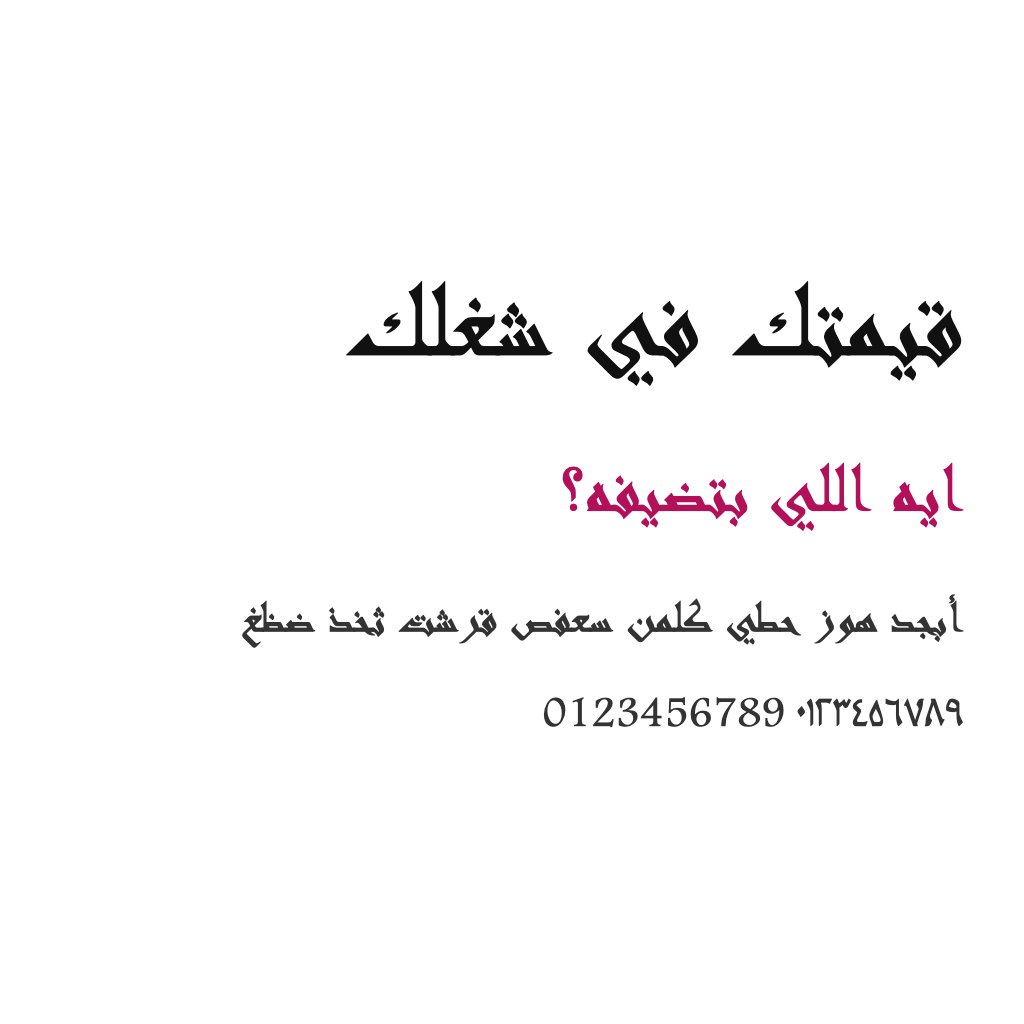 قيمتك في شغلك
ايه اللي بتضيفه؟
أبجد هوز حطي كلمن سعفص قرشت ثخذ ضظغ
٠١٢٣٤٥٦٧٨٩ 0123456789